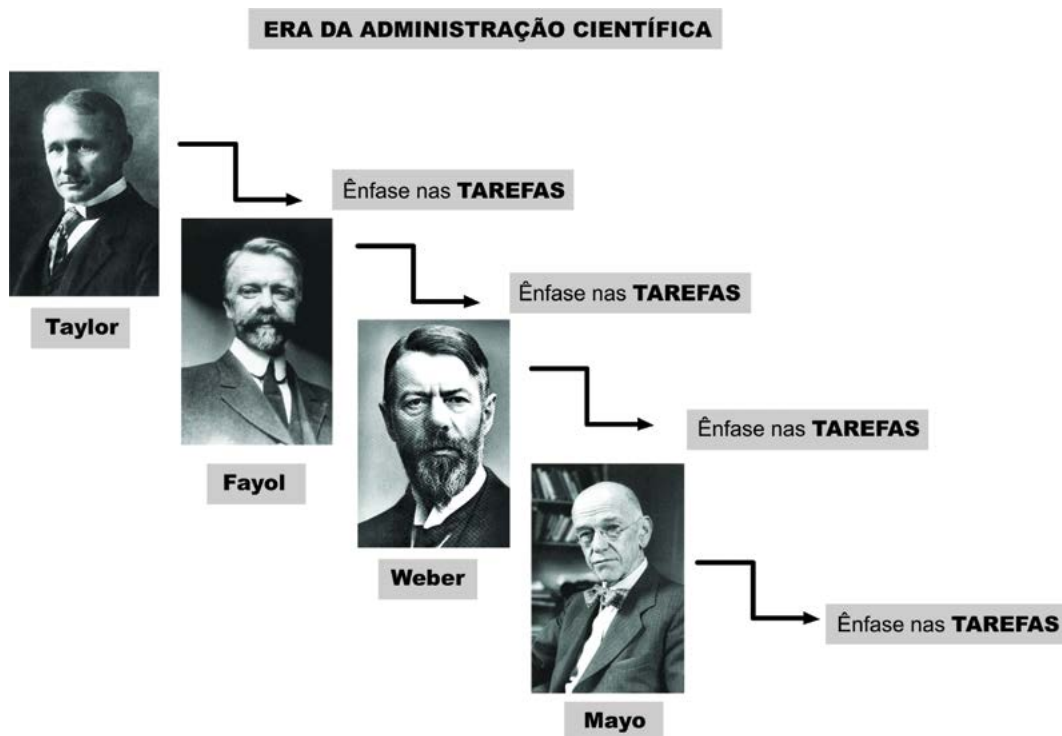 ERA DA ADMINISTRAÇÃO CIENTÍFICA
Ênfase nas TAREFAS
Taylor
Ênfase nas TAREFAS
Fayol
Ênfase nas TAREFAS
Weber
Ênfase nas TAREFAS
Mayo